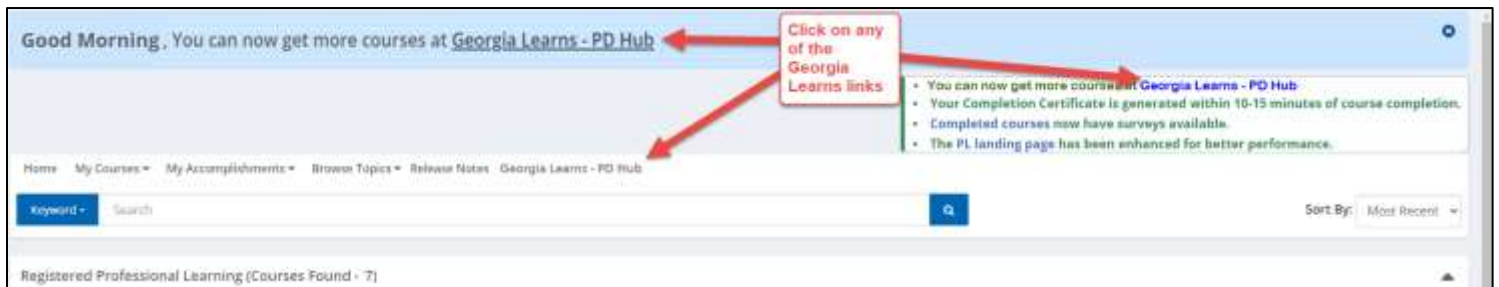 Good Morning, You can now get more courses at Georgia Learns - PD Hub
Click on any
of the
Georgia
Learns links
• You can now get more courses at Georgia Learns - PD Hub
• Your Completion Certificate is generated within 10-15 minutes of course completion.
• Completed courses now have surveys available.
• The PL landing page has been enhanced for better performance.
Home My Courses My Accomplishments Browse Topics Release Notes Georgia Learns - PD Hub
Keyword Search Sort By: Most Recent
Registered Professional Learning (Courses Found - 7)